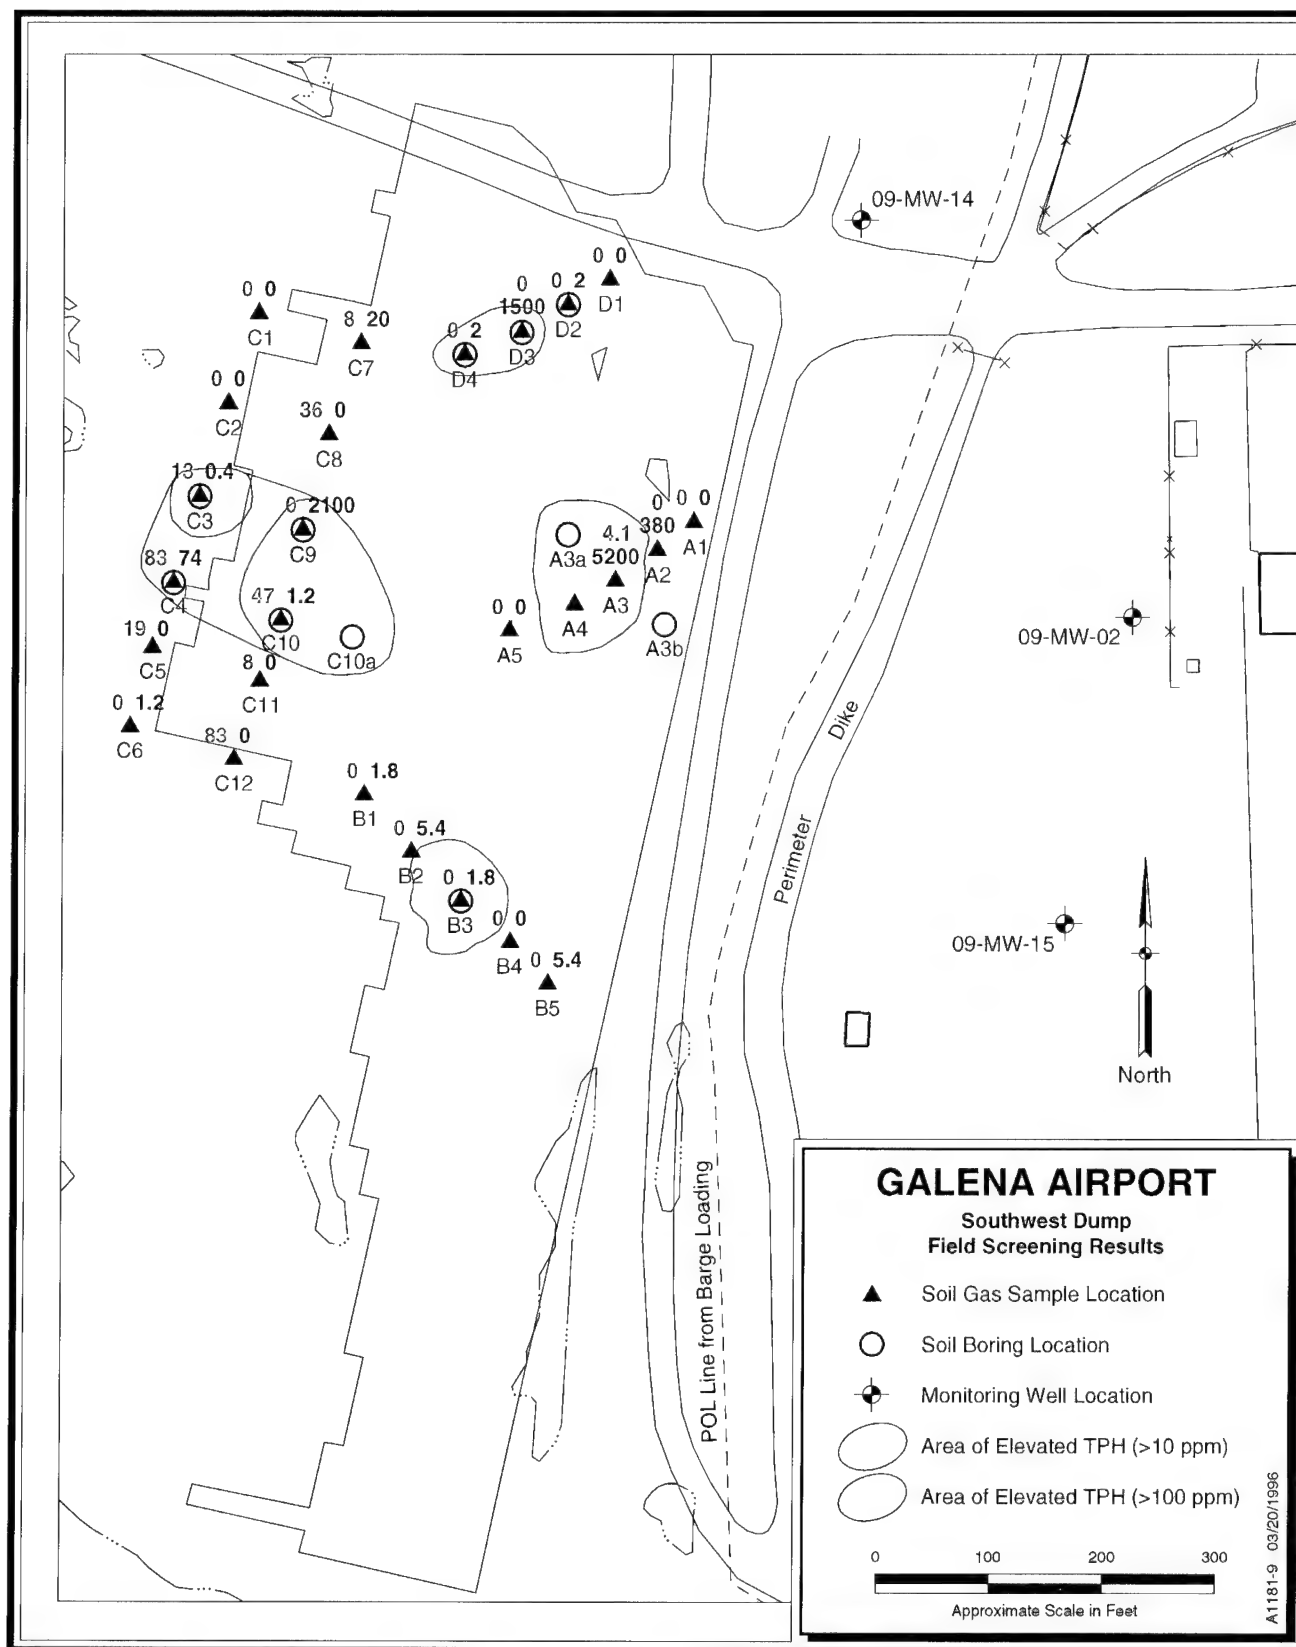 09-MW-14
0 0
D1
0 2
D2
0
1500
D3
0 2
D4
0 0
C1
8 20
C7
0 0
C2
36 0
C8
13 0.4
C3
0 2100
C9
83 74
C4
47 1.2
C10
C10a
19 0
C5
8 0
C11
0 1.2
C6
83 0
C12
0 0
A1
0
380
A2
4.1
5200
A3
A3a
A4
A3b
0 0
A5
0 1.8
B1
0 5.4
B2
0 1.8
B3
0 0
B4
0 5.4
B5
09-MW-02
09-MW-15
Perimeter Dike
POL Line from Barge Loading
North
GALENA AIRPORT
Southwest Dump
Field Screening Results
Soil Gas Sample Location
Soil Boring Location
Monitoring Well Location
Area of Elevated TPH (>10 ppm)
Area of Elevated TPH (>100 ppm)
0 100 200 300
Approximate Scale in Feet
A1181-9 03/20/1996